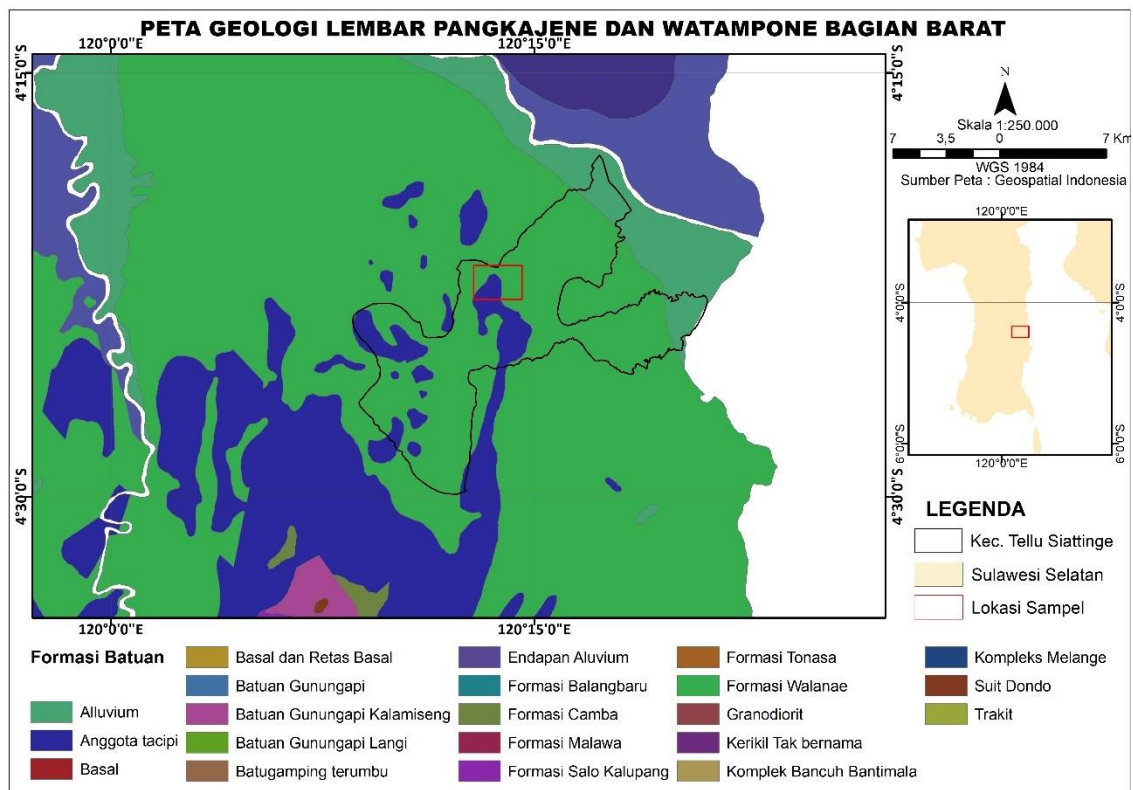 PETA GEOLOGI LEMBAR PANGKAJENE DAN WATAMPONE BAGIAN BARAT
120°0'0"E 120°15'0"E
4°15'0"S 4°15'0"S
4°30'0"S 4°30'0"S
120°0'0"E 120°15'0"E
N
Skala 1:250.000
7 3,5 0 7 Km
WGS 1984
Sumber Peta : Geospatial Indonesia
120°0'0"E
4°0'0"S 4°0'0"S
6°0'0"S 6°0'0"S
120°0'0"E
LEGENDA
Kec. Tellu Siattinge
Sulawesi Selatan
Lokasi Sampel
Formasi Batuan
Alluvium
Anggota tacipi
Basal
Basal dan Retas Basal
Batuan Gunungapi
Batuan Gunungapi Kalamiseng
Batuan Gunungapi Langi
Batugamping terumbu
Endapan Aluvium
Formasi Balangbaru
Formasi Camba
Formasi Malawa
Formasi Salo Kalupang
Formasi Tonasa
Formasi Walanae
Granodiorit
Kerikil Tak bernama
Komplek Bancuh Bantimala
Kompleks Melange
Suit Dondo
Trakit